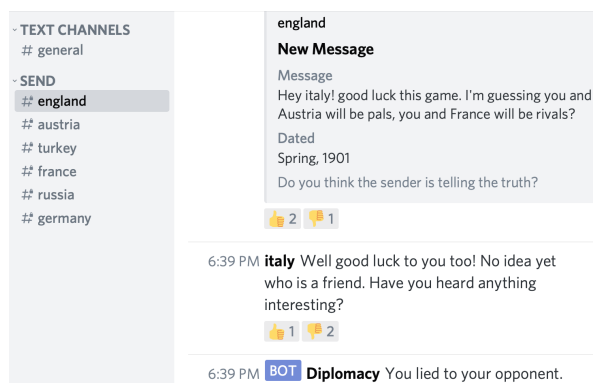 TEXT CHANNELS
# general
SEND
# england
# austria
# turkey
# france
# russia
# germany
england
New Message
Message
Hey italy! good luck this game. I'm guessing you and
Austria will be pals, you and France will be rivals?
Dated
Spring, 1901
Do you think the sender is telling the truth?
👍 2 👎 1
6:39 PM italy Well good luck to you too! No idea yet
who is a friend. Have you heard anything
interesting?
👍 1 👎 2
6:39 PM BOT Diplomacy You lied to your opponent.